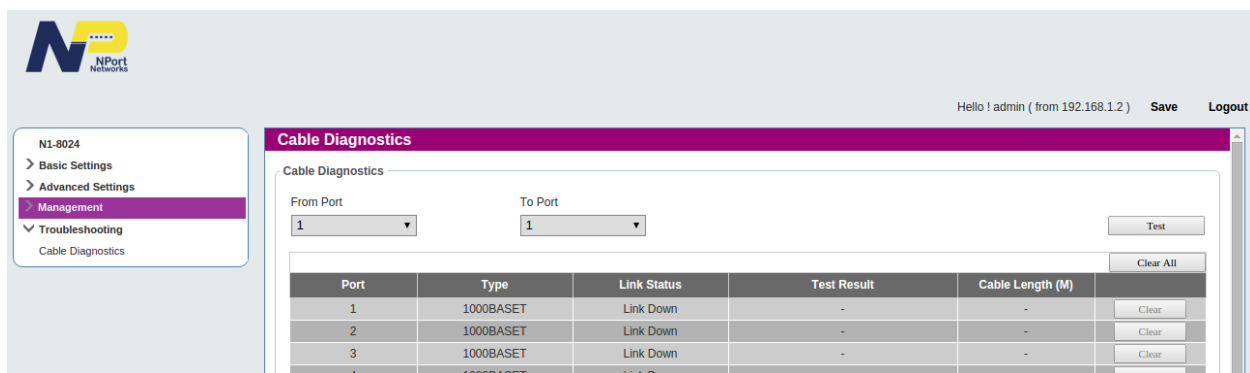 NP
NPort
Networks
Hello ! admin ( from 192.168.1.2 ) Save Logout
N1-8024
Basic Settings
Advanced Settings
Management
Troubleshooting
Cable Diagnostics
Cable Diagnostics
Cable Diagnostics
From Port To Port
1 1 Test
Clear All
Port Type Link Status Test Result Cable Length (M)
1 1000BASET Link Down - - Clear
2 1000BASET Link Down - - Clear
3 1000BASET Link Down - - Clear